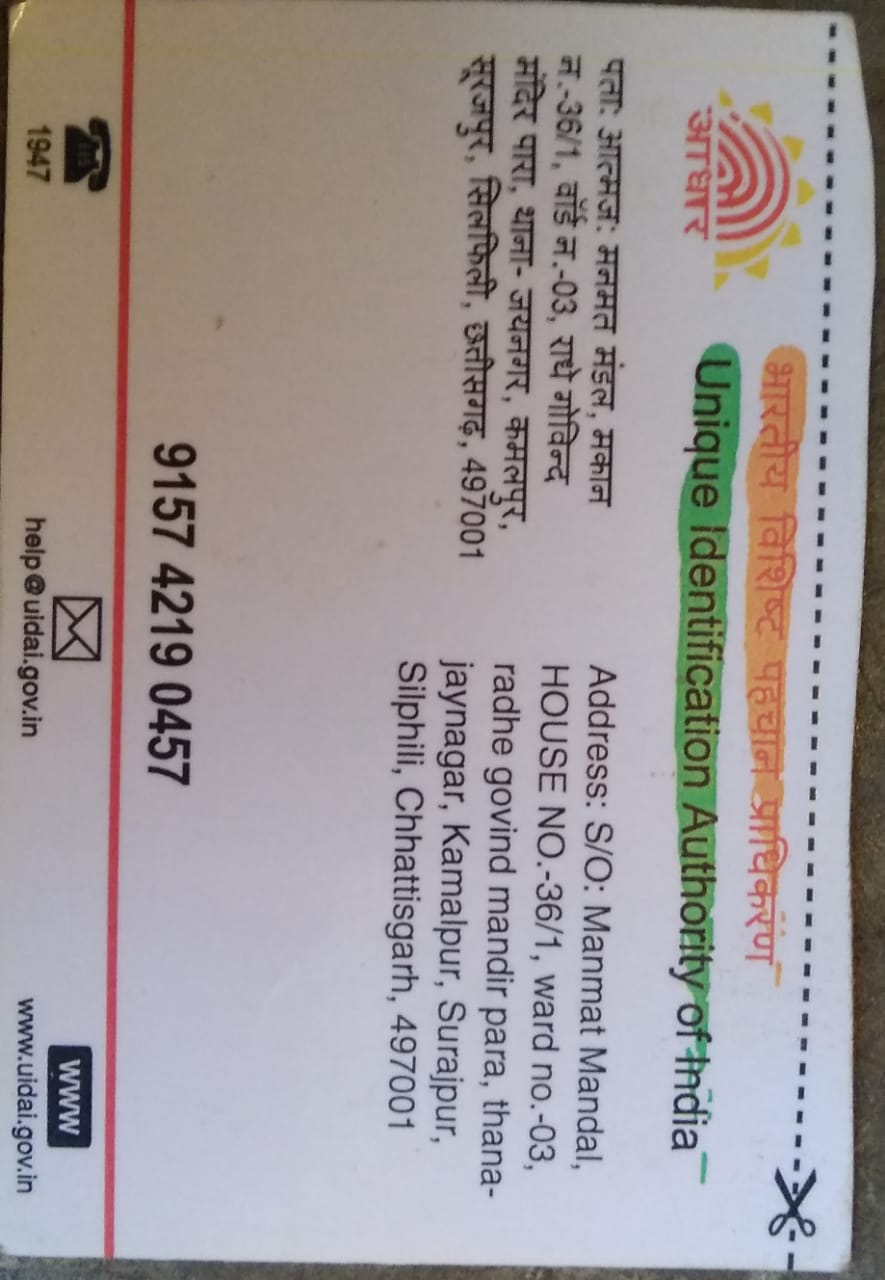 आधार
भारतीय विशिष्ट पहचान प्राधिकरण
Unique Identification Authority of India
पताः आत्मजः मनमत मंडल, मकान
न.-36/1, वॉर्ड न.-03, राधे गोविन्द
मंदिर पारा, थाना- जयनगर, कमलपुर,
सूरजपुर, सिलफिली, छत्तीसगढ़, 497001
Address: S/O: Manmat Mandal,
HOUSE NO.-36/1, ward no.-03,
radhe govind mandir para, thana-
jaynagar, Kamalpur, Surajpur,
Silphili, Chhattisgarh, 497001
9157 4219 0457
1947
help@uidai.gov.in
www
www.uidai.gov.in